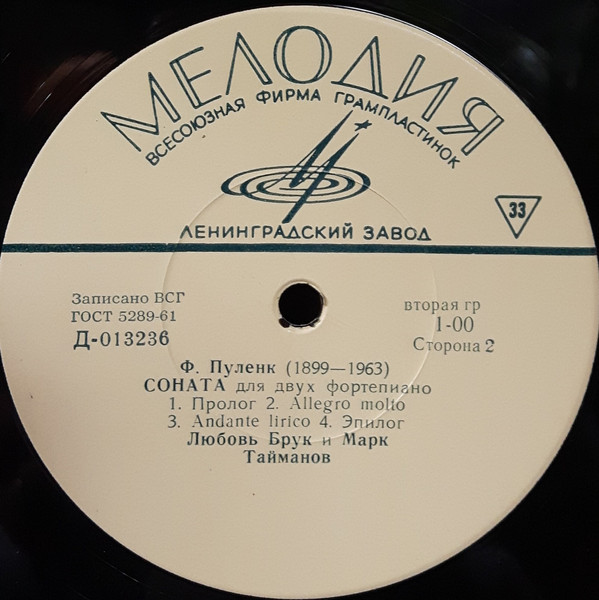 МЕЛОДИЯ
ВСЕСОЮЗНАЯ ФИРМА ГРАМПЛАСТИНОК
33
ЛЕНИНГРАДСКИЙ ЗАВОД
Записано ВСГ
ГОСТ 5289-61
Д-013236
вторая гр
1-00
Сторона 2
Ф. Пуленк (1899—1963)
СОНАТА для двух фортепиано
1. Пролог 2. Allegro molto
3. Andante lirico 4. Эпилог
Любовь Брук и Марк
Тайманов